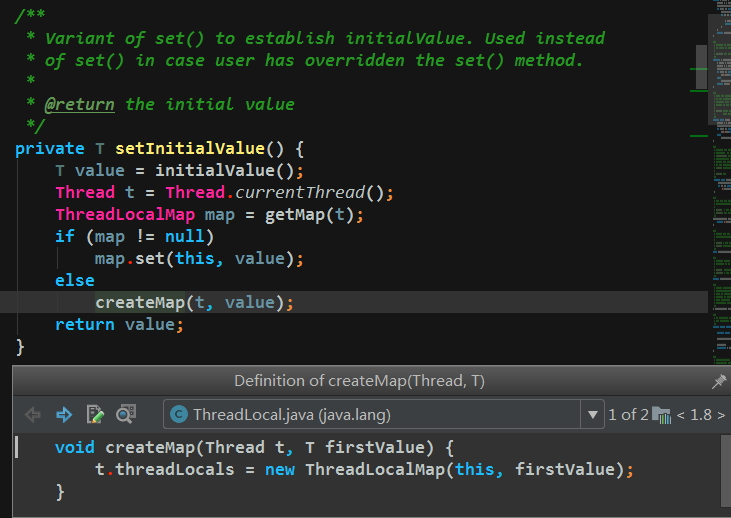 /**
 * Variant of set() to establish initialValue. Used instead
 * of set() in case user has overridden the set() method.
 *
 * @return the initial value
 */
private T setInitialValue() {
    T value = initialValue();
    Thread t = Thread.currentThread();
    ThreadLocalMap map = getMap(t);
    if (map != null)
        map.set(this, value);
    else
        createMap(t, value);
    return value;
}
Definition of createMap(Thread, T)
C ThreadLocal.java (java.lang) 1 of 2 < 1.8 >
    void createMap(Thread t, T firstValue) {
        t.threadLocals = new ThreadLocalMap(this, firstValue);
    }